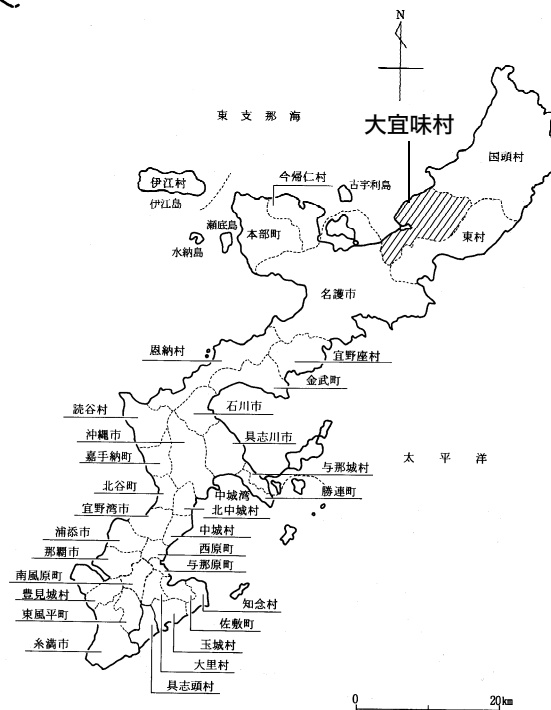 N
東支那海
大宜味村
国頭村
今帰仁村
古宇利島
伊江村
伊江島
瀬底島
本部町
水納島
東村
名護市
恩納村
宜野座村
金武町
石川市
読谷村
沖縄市
具志川市
嘉手納町
太平洋
与那城村
北谷町
中城湾
勝連町
宜野湾市
北中城村
浦添市
中城村
那覇市
西原町
与那原町
南風原町
豊見城村
知念村
東風平町
佐敷町
糸満市
玉城村
大里村
具志頭村
0 20km